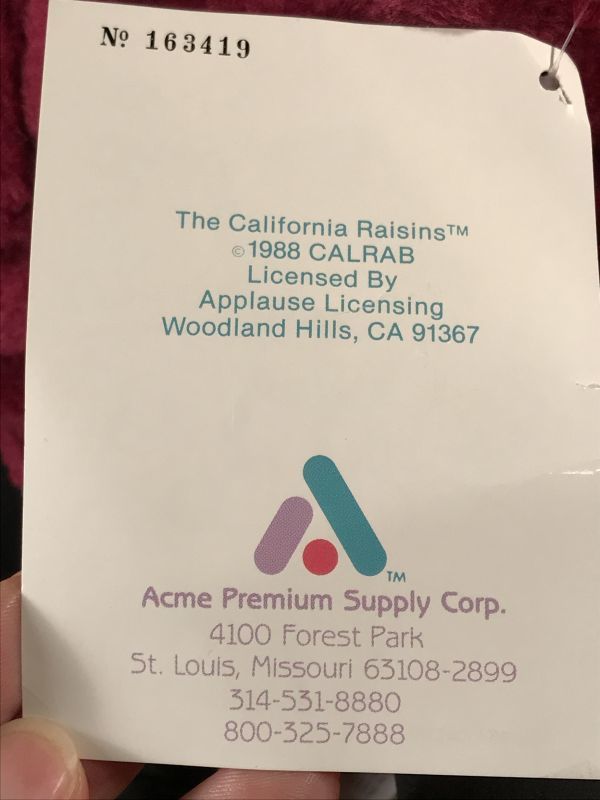 № 163419
The California Raisins™
©1988 CALRAB
Licensed By
Applause Licensing
Woodland Hills, CA 91367
TM
Acme Premium Supply Corp.
4100 Forest Park
St. Louis, Missouri 63108-2899
314-531-8880
800-325-7888